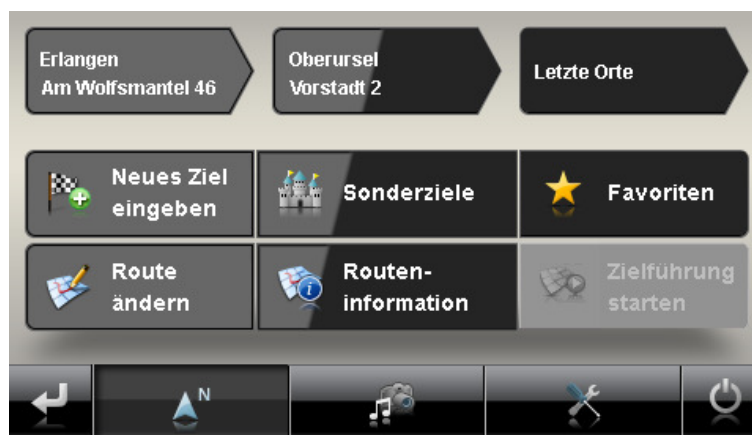 Erlangen
Am Wolfsmantel 46
Oberursel
Vorstadt 2
Letzte Orte
Neues Ziel
eingeben
Sonderziele
Favoriten
Route
ändern
Routen-
information
Zielführung
starten
N